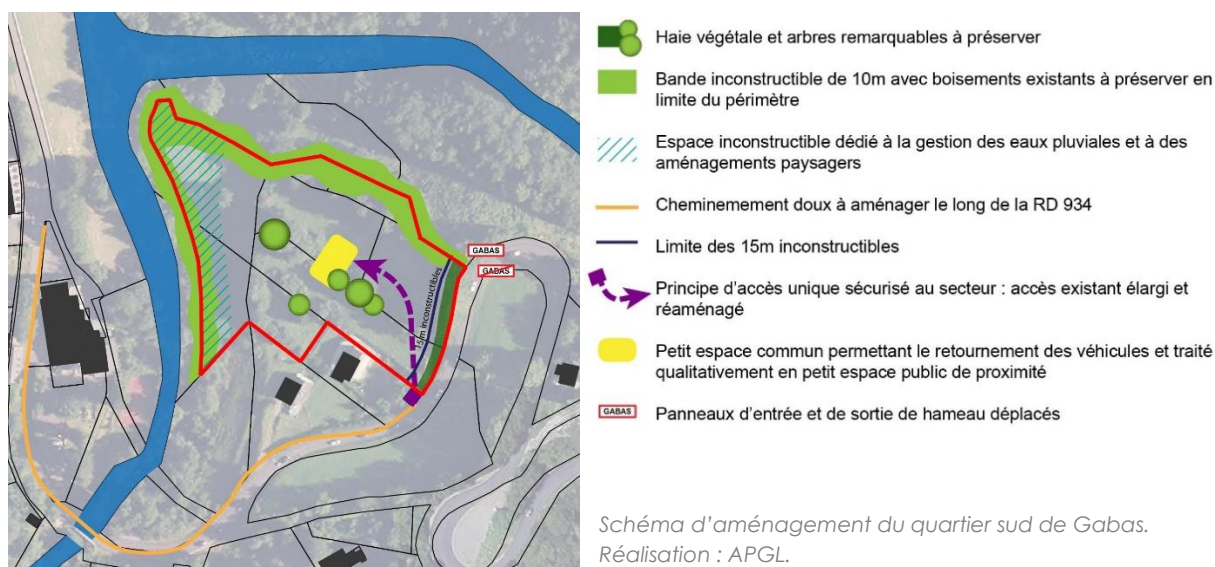 GABAS
GABAS
15m inconstructibles
Haie végétale et arbres remarquables à préserver
Bande inconstructible de 10m avec boisements existants à préserver en
limite du périmètre
Espace inconstructible dédié à la gestion des eaux pluviales et à des
aménagements paysagers
Cheminemement doux à aménager le long de la RD 934
Limite des 15m inconstructibles
Principe d'accès unique sécurisé au secteur : accès existant élargi et
réaménagé
Petit espace commun permettant le retournement des véhicules et traité
qualitativement en petit espace public de proximité
GABAS
Panneaux d'entrée et de sortie de hameau déplacés
Schéma d'aménagement du quartier sud de Gabas.
Réalisation : APGL.